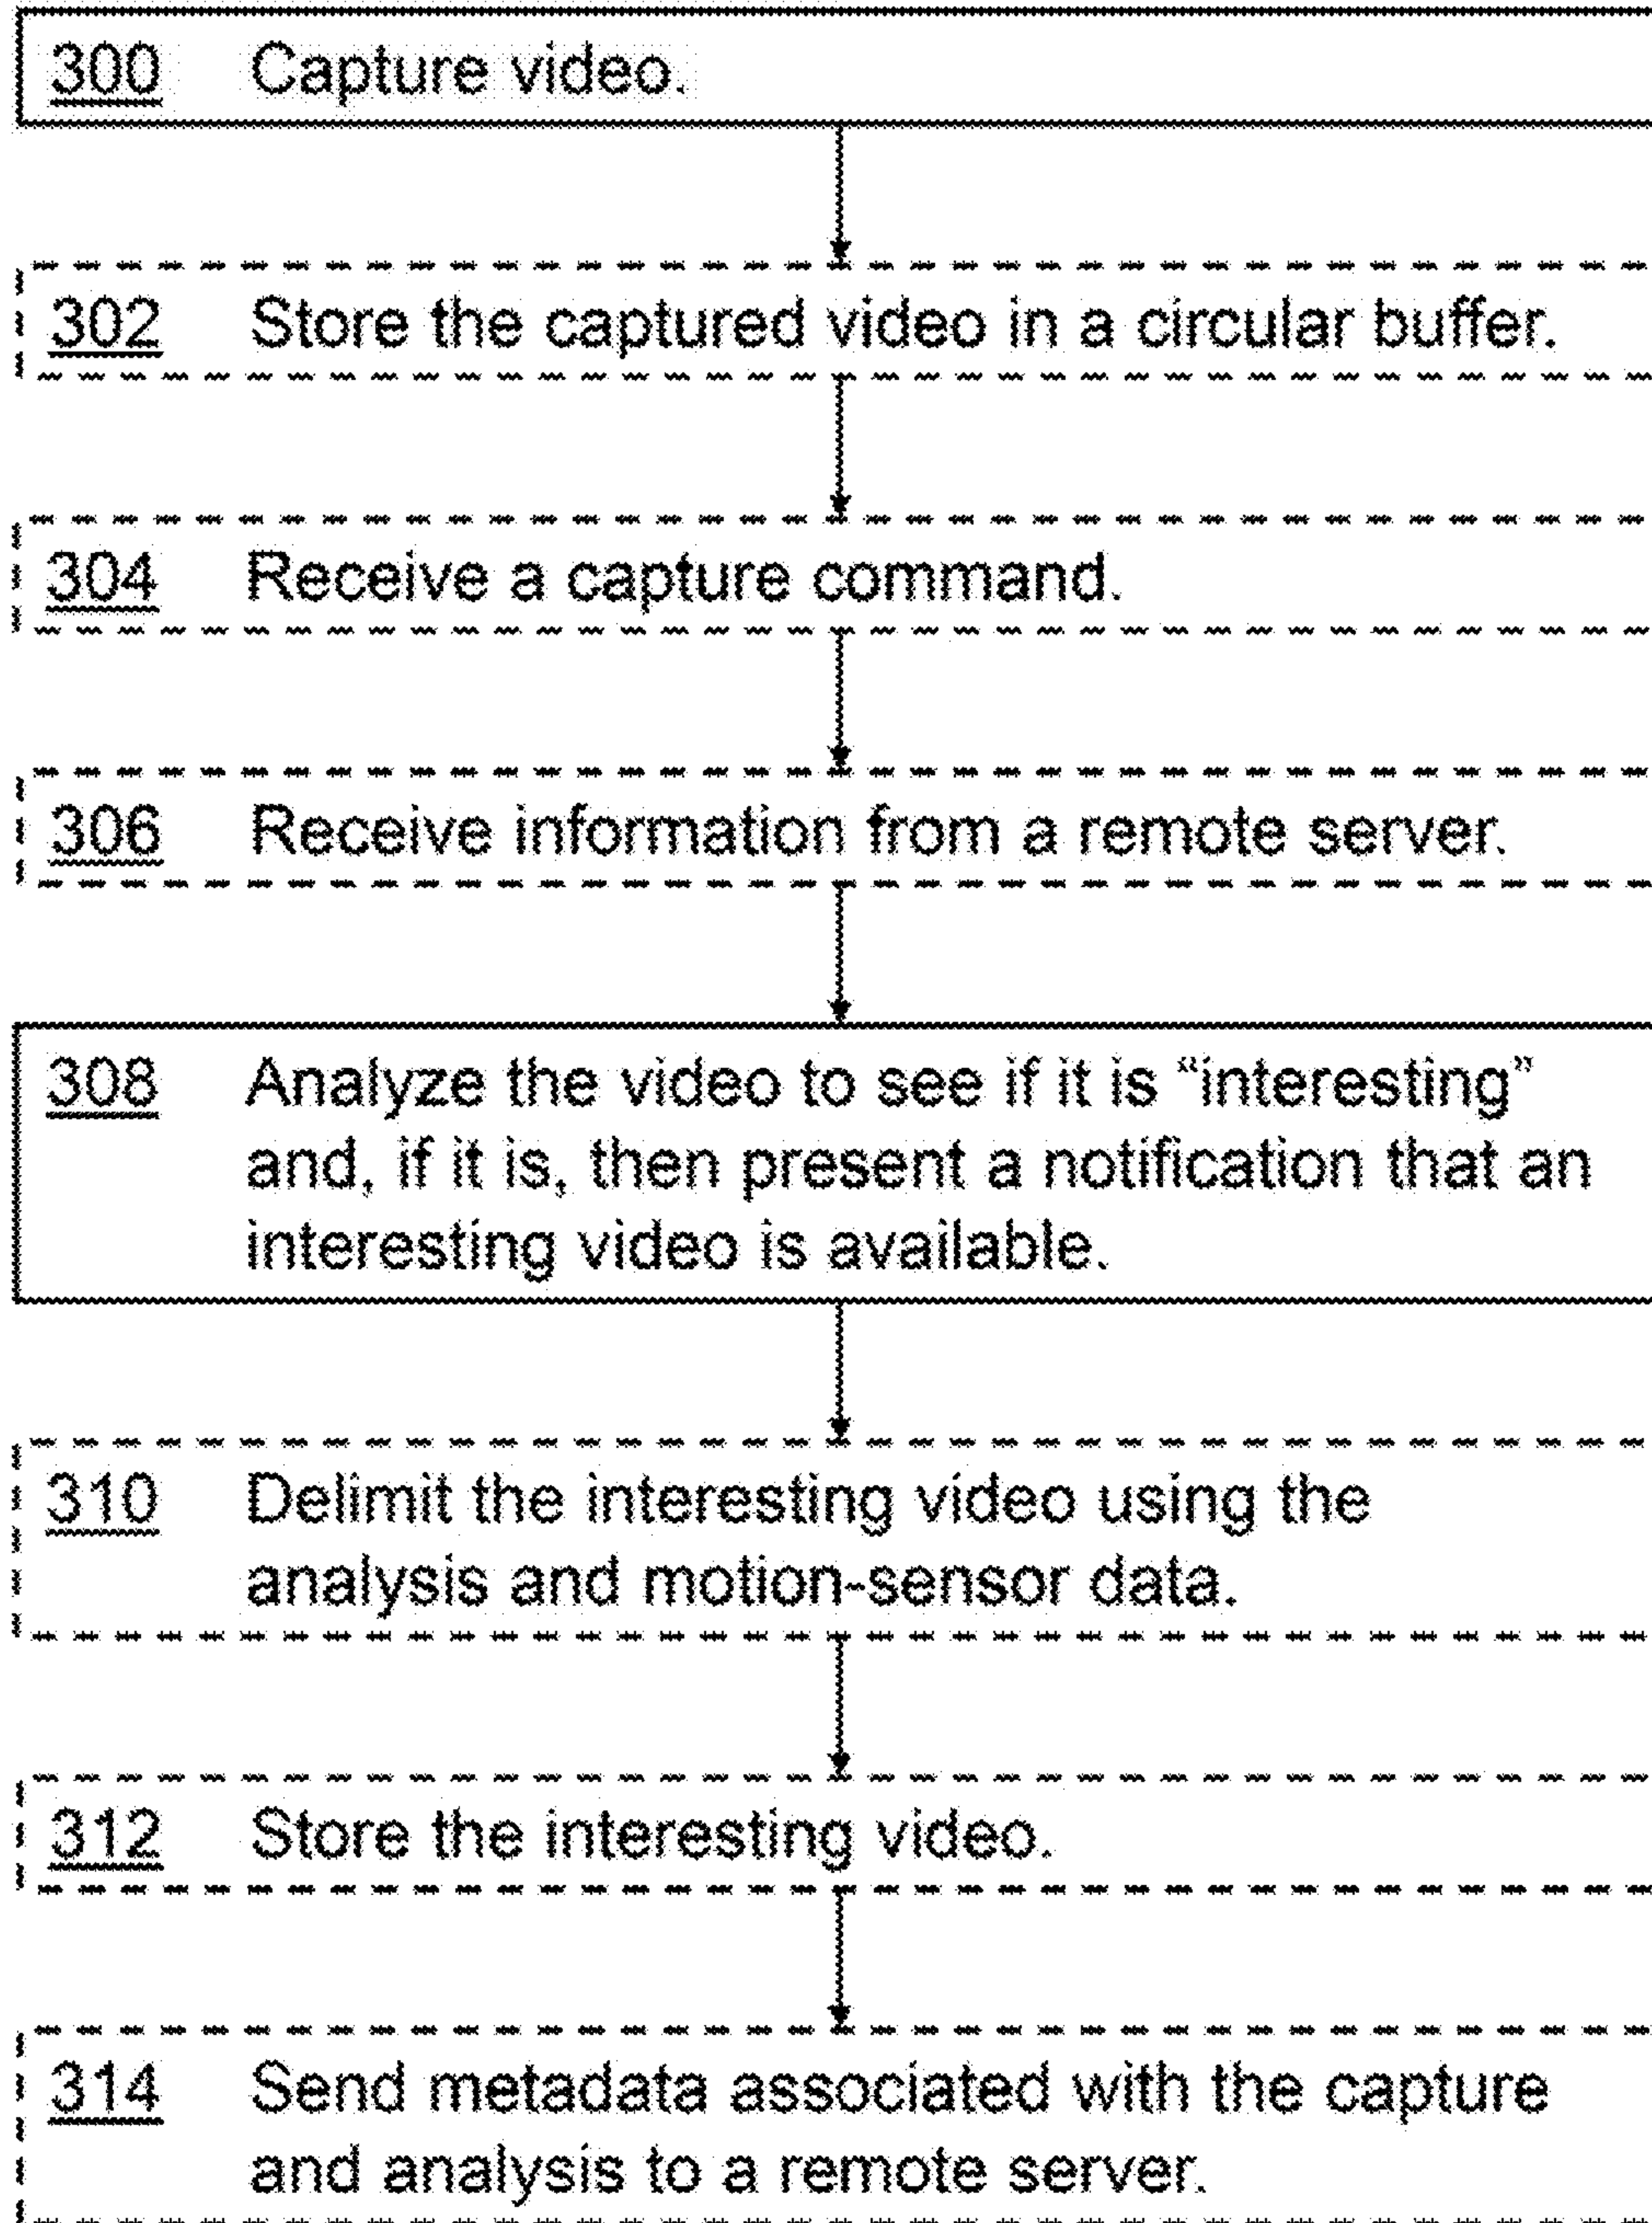 300 Capture video.
302 Store the captured video in a circular buffer.
304 Receive a capture command.
306 Receive information from a remote server.
308 Analyze the video to see if it is “interesting”
and, if it is, then present a notification that an
interesting video is available.
310 Delimit the interesting video using the
analysis and motion-sensor data.
312 Store the interesting video.
314 Send metadata associated with the capture
and analysis to a remote server.